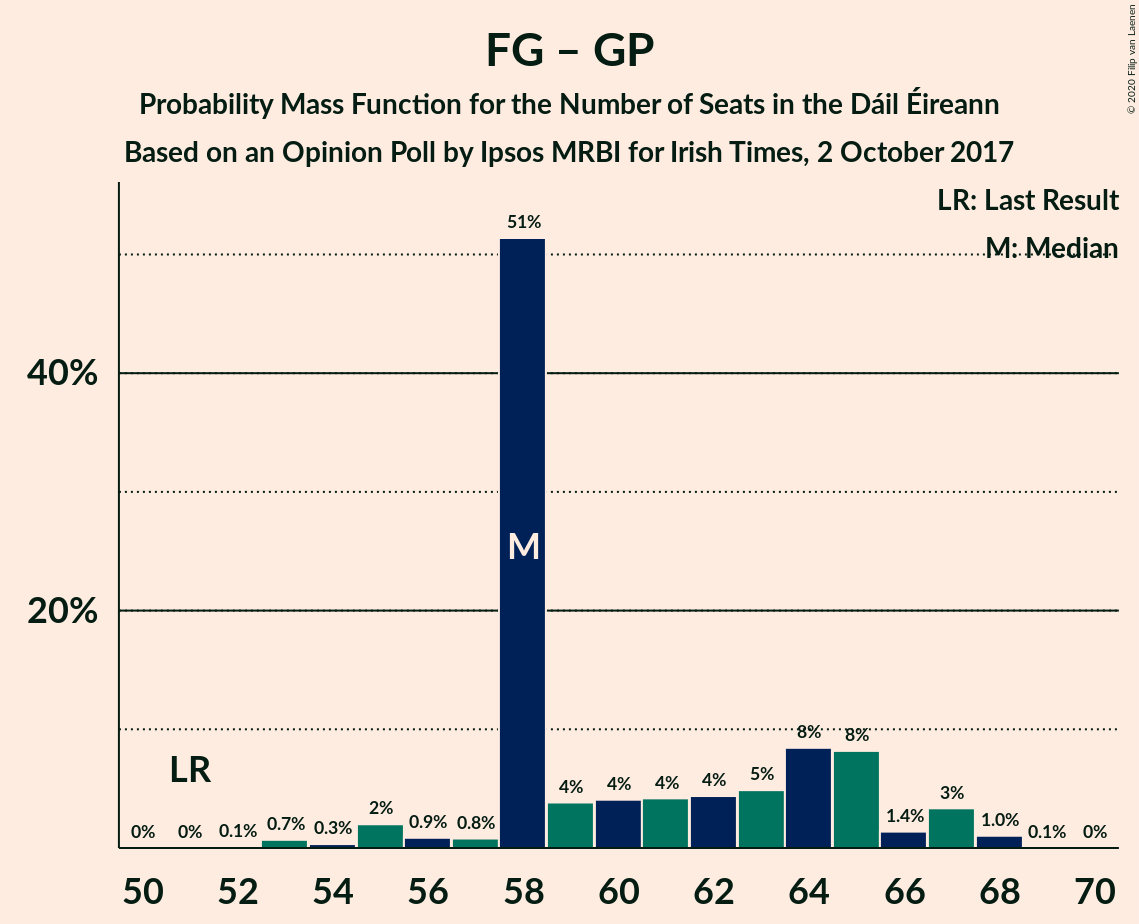 FG – GP
Probability Mass Function for the Number of Seats in the Dáil Éireann
Based on an Opinion Poll by Ipsos MRBI for Irish Times, 2 October 2017
© 2020 Filip van Laenen
LR: Last Result
M: Median
40%
20%
0% 0% 0.1% 0.7% 0.3% 2% 0.9% 0.8% 51% 4% 4% 4% 4% 5% 8% 8% 1.4% 3% 1.0% 0.1% 0%
LR
M
50 52 54 56 58 60 62 64 66 68 70